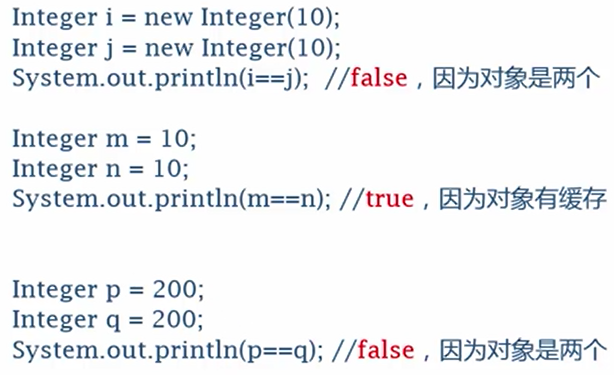 Integer i = new Integer(10);
Integer j = new Integer(10);
System.out.println(i==j); //false，因为对象是两个
Integer m = 10;
Integer n = 10;
System.out.println(m==n); //true，因为对象有缓存
Integer p = 200;
Integer q = 200;
System.out.println(p==q); //false，因为对象是两个